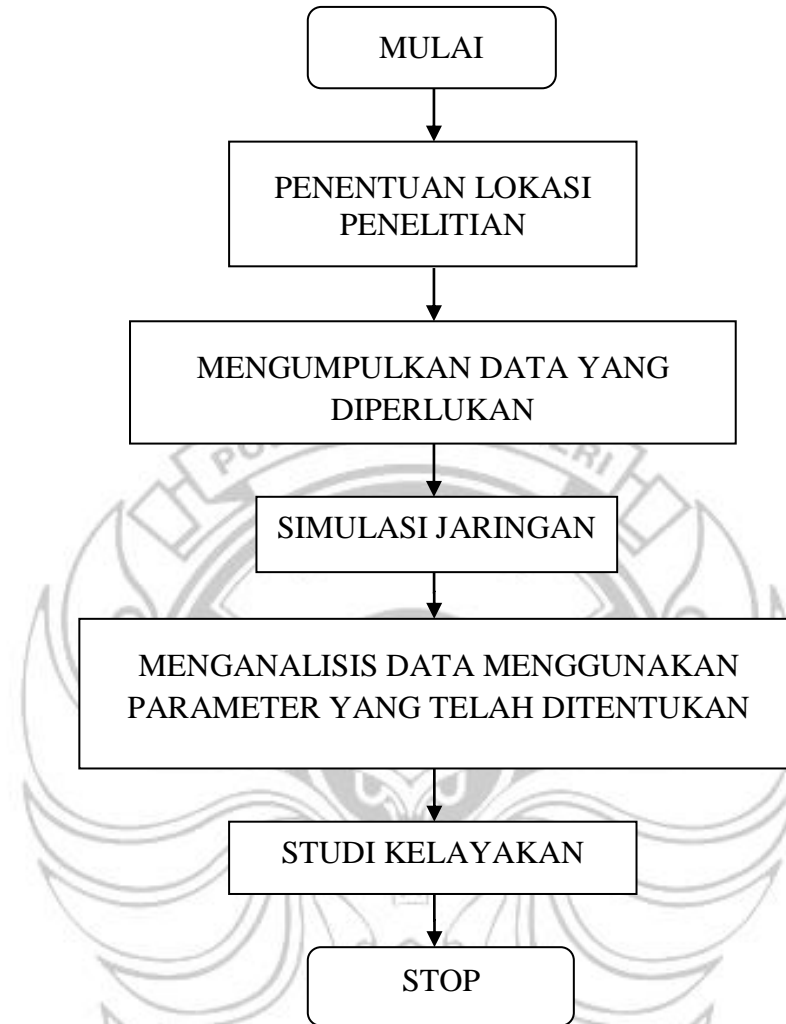 MULAI
PENENTUAN LOKASI
PENELITIAN
MENGUMPULKAN DATA YANG
DIPERLUKAN
SIMULASI JARINGAN
MENGANALISIS DATA MENGGUNAKAN
PARAMETER YANG TELAH DITENTUKAN
STUDI KELAYAKAN
STOP